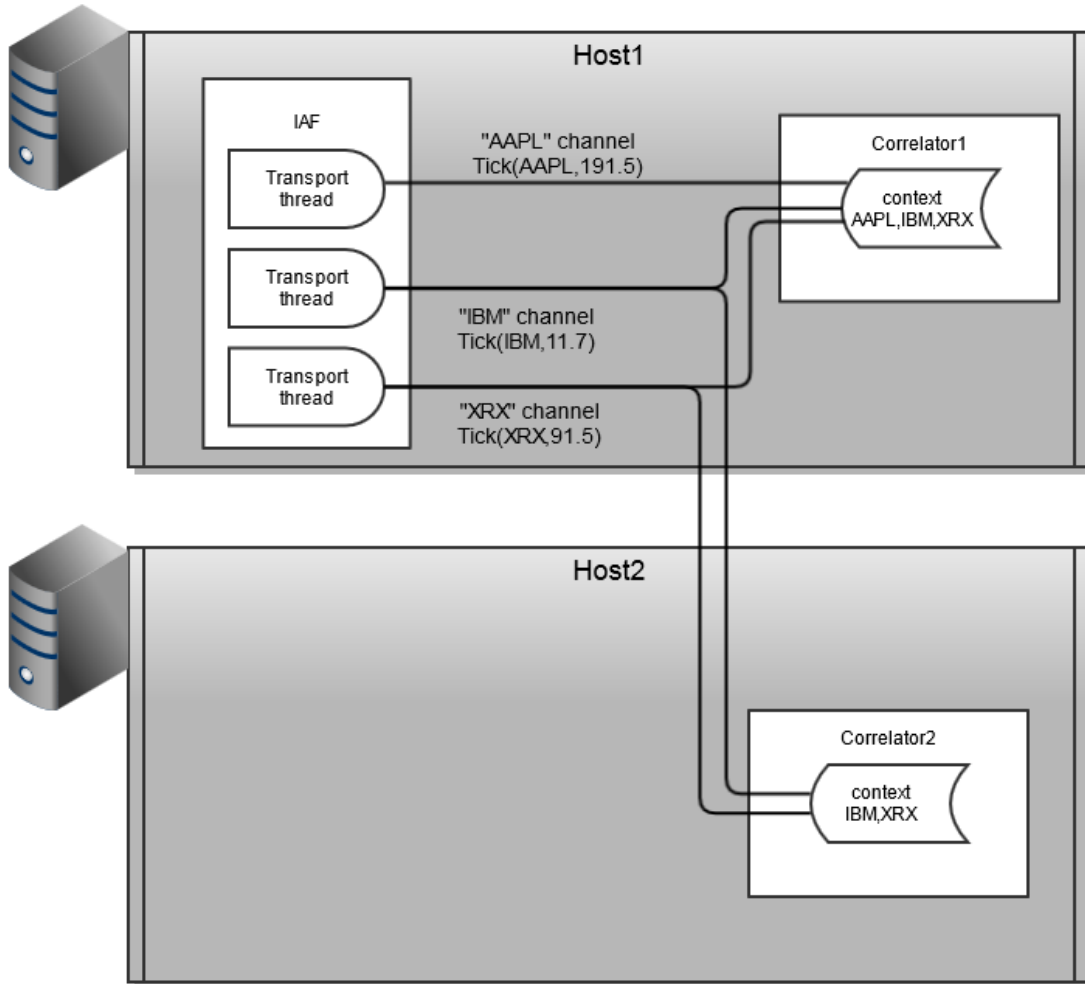 Host1
IAF
Transport
thread
Transport
thread
Transport
thread
"AAPL" channel
Tick(AAPL,191.5)
"IBM" channel
Tick(IBM,11.7)
"XRX" channel
Tick(XRX,91.5)
Correlator1
context
AAPL,IBM,XRX
Host2
Correlator2
context
IBM,XRX